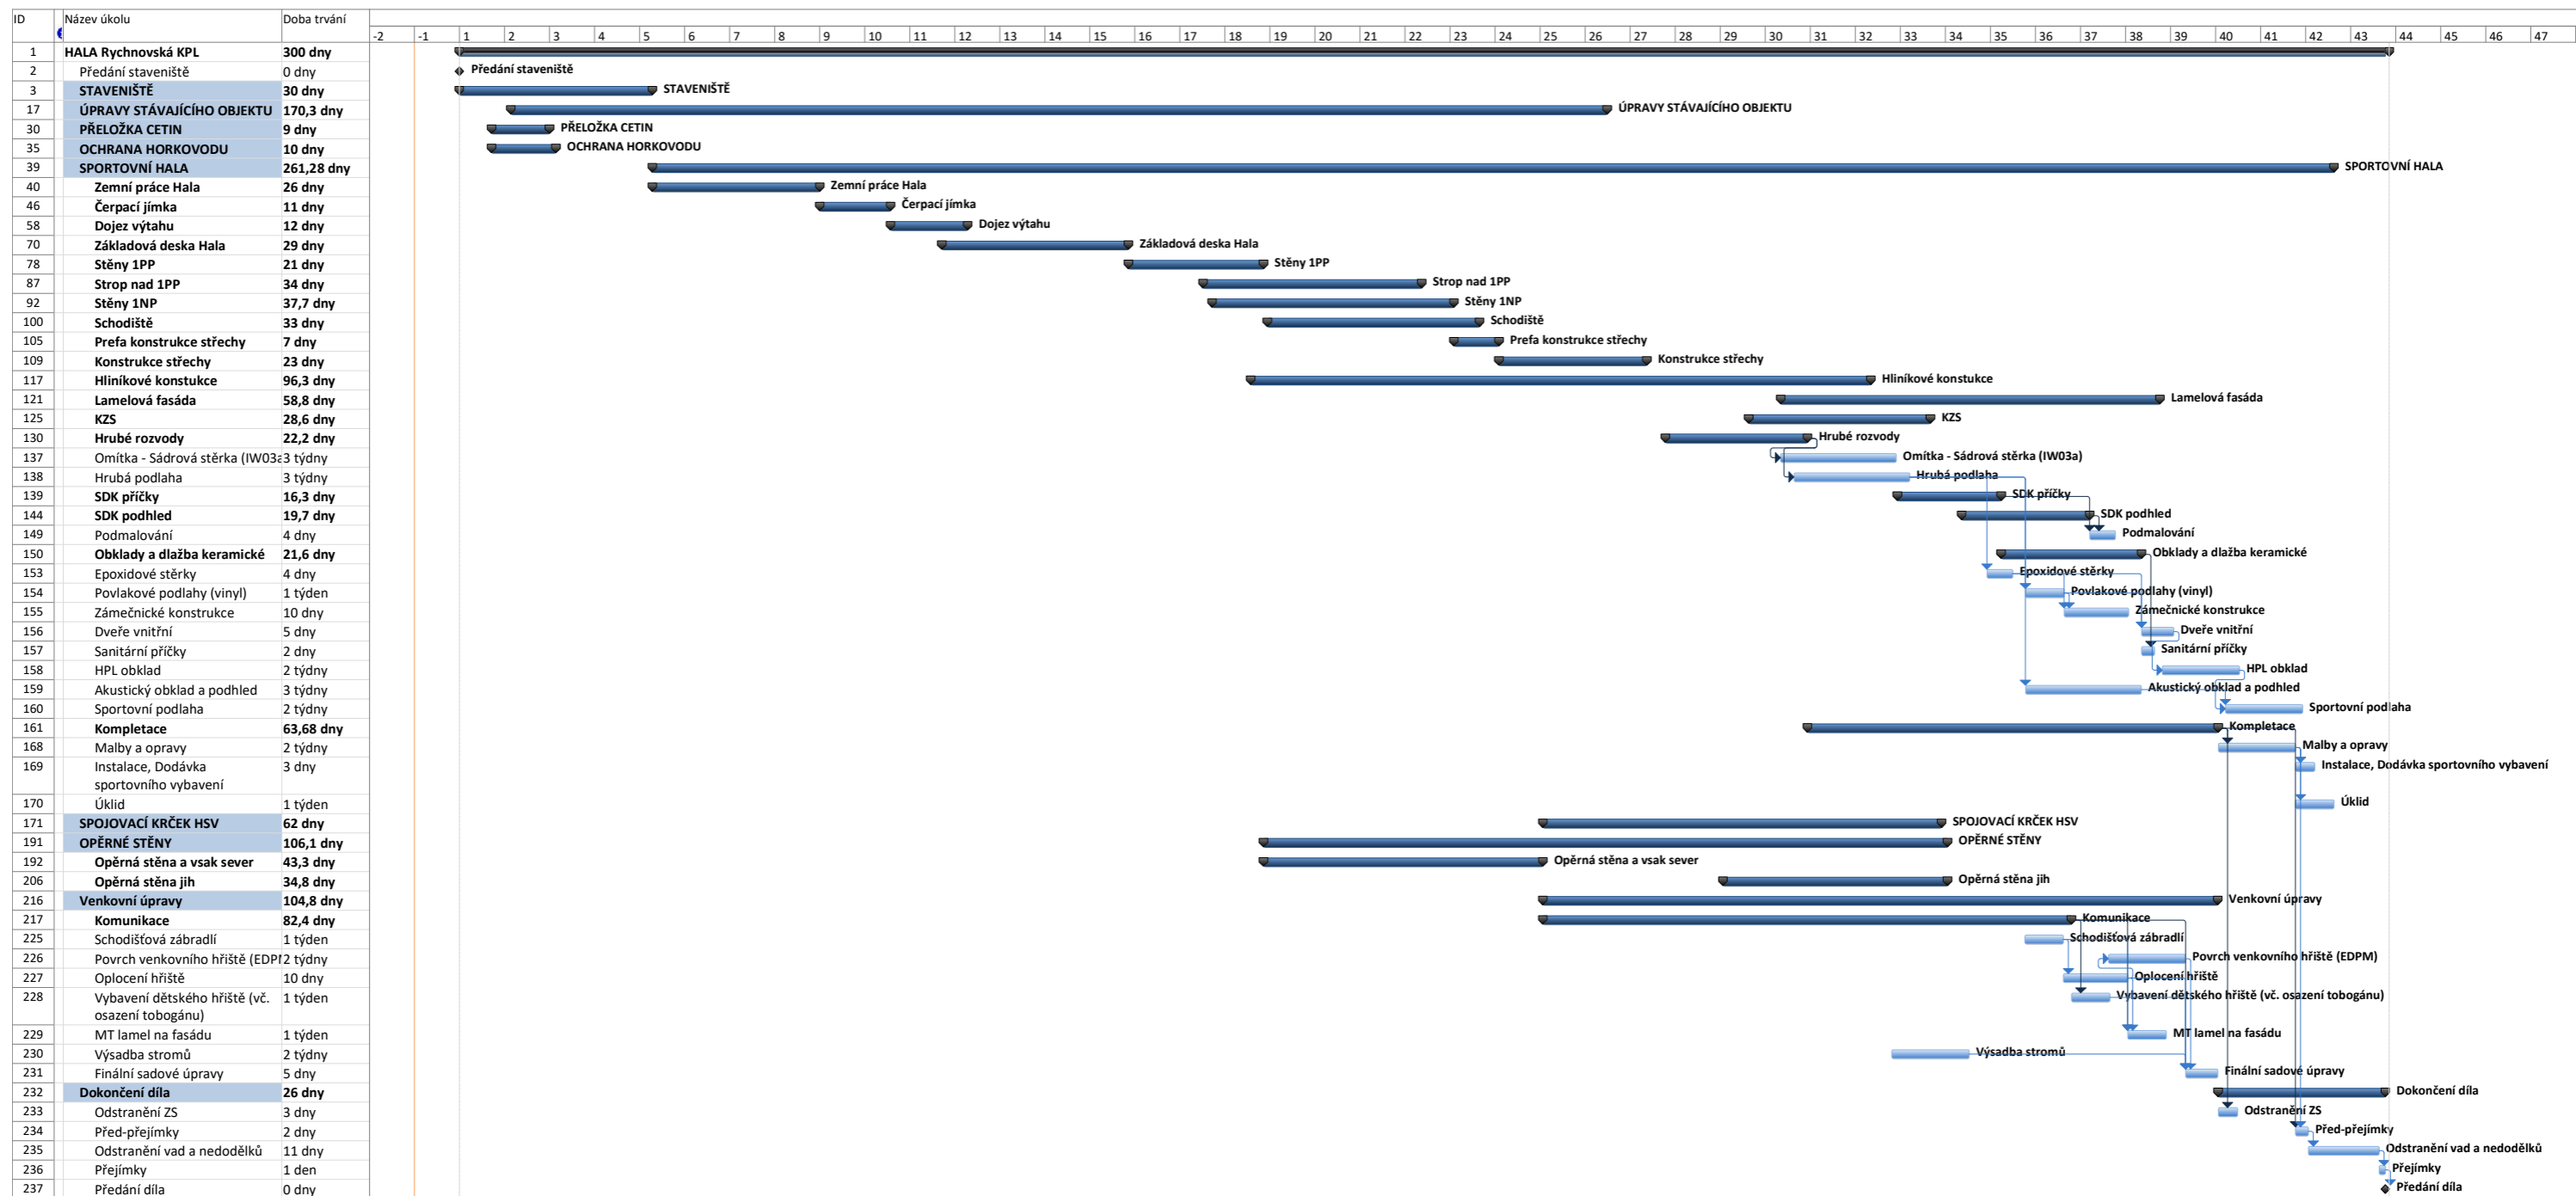 ID Název úkolu Doba trvání
-2 -1 1 2 3 4 5 6 7 8 9 10 11 12 13 14 15 16 17 18 19 20 21 22 23 24 25 26 27 28 29 30 31 32 33 34 35 36 37 38 39 40 41 42 43 44 45 46 47
1 HALA Rychnovská KPL 300 dny
2 Předání staveniště 0 dny Předání staveniště
3 STAVENIŠTĚ 30 dny STAVENIŠTĚ
17 ÚPRAVY STÁVAJÍCÍHO OBJEKTU 170,3 dny ÚPRAVY STÁVAJÍCÍHO OBJEKTU
30 PŘELOŽKA CETIN 9 dny PŘELOŽKA CETIN
35 OCHRANA HORKOVODU 10 dny OCHRANA HORKOVODU
39 SPORTOVNÍ HALA 261,28 dny SPORTOVNÍ HALA
40 Zemní práce Hala 26 dny Zemní práce Hala
46 Čerpací jímka 11 dny Čerpací jímka
58 Dojez výtahu 12 dny Dojez výtahu
70 Základová deska Hala 29 dny Základová deska Hala
78 Stěny 1PP 21 dny Stěny 1PP
87 Strop nad 1PP 34 dny Strop nad 1PP
92 Stěny 1NP 37,7 dny Stěny 1NP
100 Schodiště 33 dny Schodiště
105 Prefa konstrukce střechy 7 dny Prefa konstrukce střechy
109 Konstrukce střechy 23 dny Konstrukce střechy
117 Hliníkové konstukce 96,3 dny Hliníkové konstukce
121 Lamelová fasáda 58,8 dny Lamelová fasáda
125 KZS 28,6 dny KZS
130 Hrubé rozvody 22,2 dny Hrubé rozvody
137 Omítka - Sádrová stěrka (IW03a 3 týdny Omítka - Sádrová stěrka (IW03a)
138 Hrubá podlaha 3 týdny Hrubá podlaha
139 SDK příčky 16,3 dny SDK příčky
144 SDK podhled 19,7 dny SDK podhled
149 Podmalování 4 dny Podmalování
150 Obklady a dlažba keramické 21,6 dny Obklady a dlažba keramické
153 Epoxidové stěrky 4 dny Epoxidové stěrky
154 Povlakové podlahy (vinyl) 1 týden Povlakové podlahy (vinyl)
155 Zámečnické konstrukce 10 dny Zámečnické konstrukce
156 Dveře vnitřní 5 dny Dveře vnitřní
157 Sanitární příčky 2 dny Sanitární příčky
158 HPL obklad 2 týdny HPL obklad
159 Akustický obklad a podhled 3 týdny Akustický obklad a podhled
160 Sportovní podlaha 2 týdny Sportovní podlaha
161 Kompletace 63,68 dny Kompletace
168 Malby a opravy 2 týdny Malby a opravy
169 Instalace, Dodávka 3 dny Instalace, Dodávka sportovního vybavení
sportovního vybavení
170 Úklid 1 týden Úklid
171 SPOJOVACÍ KRČEK HSV 62 dny SPOJOVACÍ KRČEK HSV
191 OPĚRNÉ STĚNY 106,1 dny OPĚRNÉ STĚNY
192 Opěrná stěna a vsak sever 43,3 dny Opěrná stěna a vsak sever
206 Opěrná stěna jih 34,8 dny Opěrná stěna jih
216 Venkovní úpravy 104,8 dny Venkovní úpravy
217 Komunikace 82,4 dny Komunikace
225 Schodišťová zábradlí 1 týden Schodišťová zábradlí
226 Povrch venkovního hřiště (EDPM 2 týdny Povrch venkovního hřiště (EDPM)
227 Oplocení hřiště 10 dny Oplocení hřiště
228 Vybavení dětského hřiště (vč. 1 týden Vybavení dětského hřiště (vč. osazení tobogánu)
osazení tobogánu)
229 MT lamel na fasádu 1 týden MT lamel na fasádu
230 Výsadba stromů 2 týdny Výsadba stromů
231 Finální sadové úpravy 5 dny Finální sadové úpravy
232 Dokončení díla 26 dny Dokončení díla
233 Odstranění ZS 3 dny Odstranění ZS
234 Před-přejímky 2 dny Před-přejímky
235 Odstranění vad a nedodělků 11 dny Odstranění vad a nedodělků
236 Přejímky 1 den Přejímky
237 Předání díla 0 dny Předání díla